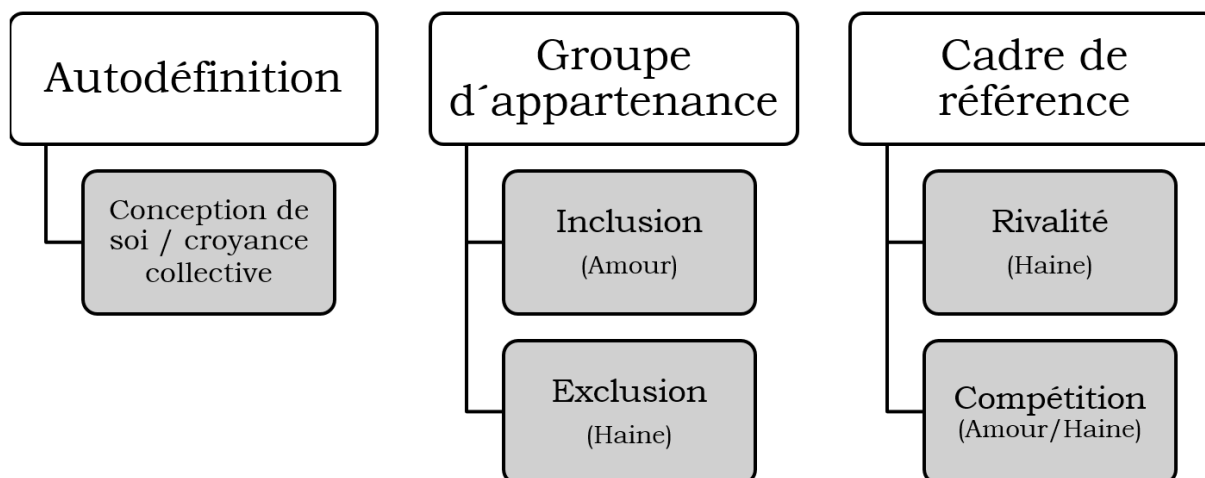 Autodéfinition
Conception de
soi / croyance
collective
Groupe
d´appartenance
Inclusion
(Amour)
Exclusion
(Haine)
Cadre de
référence
Rivalité
(Haine)
Compétition
(Amour/Haine)